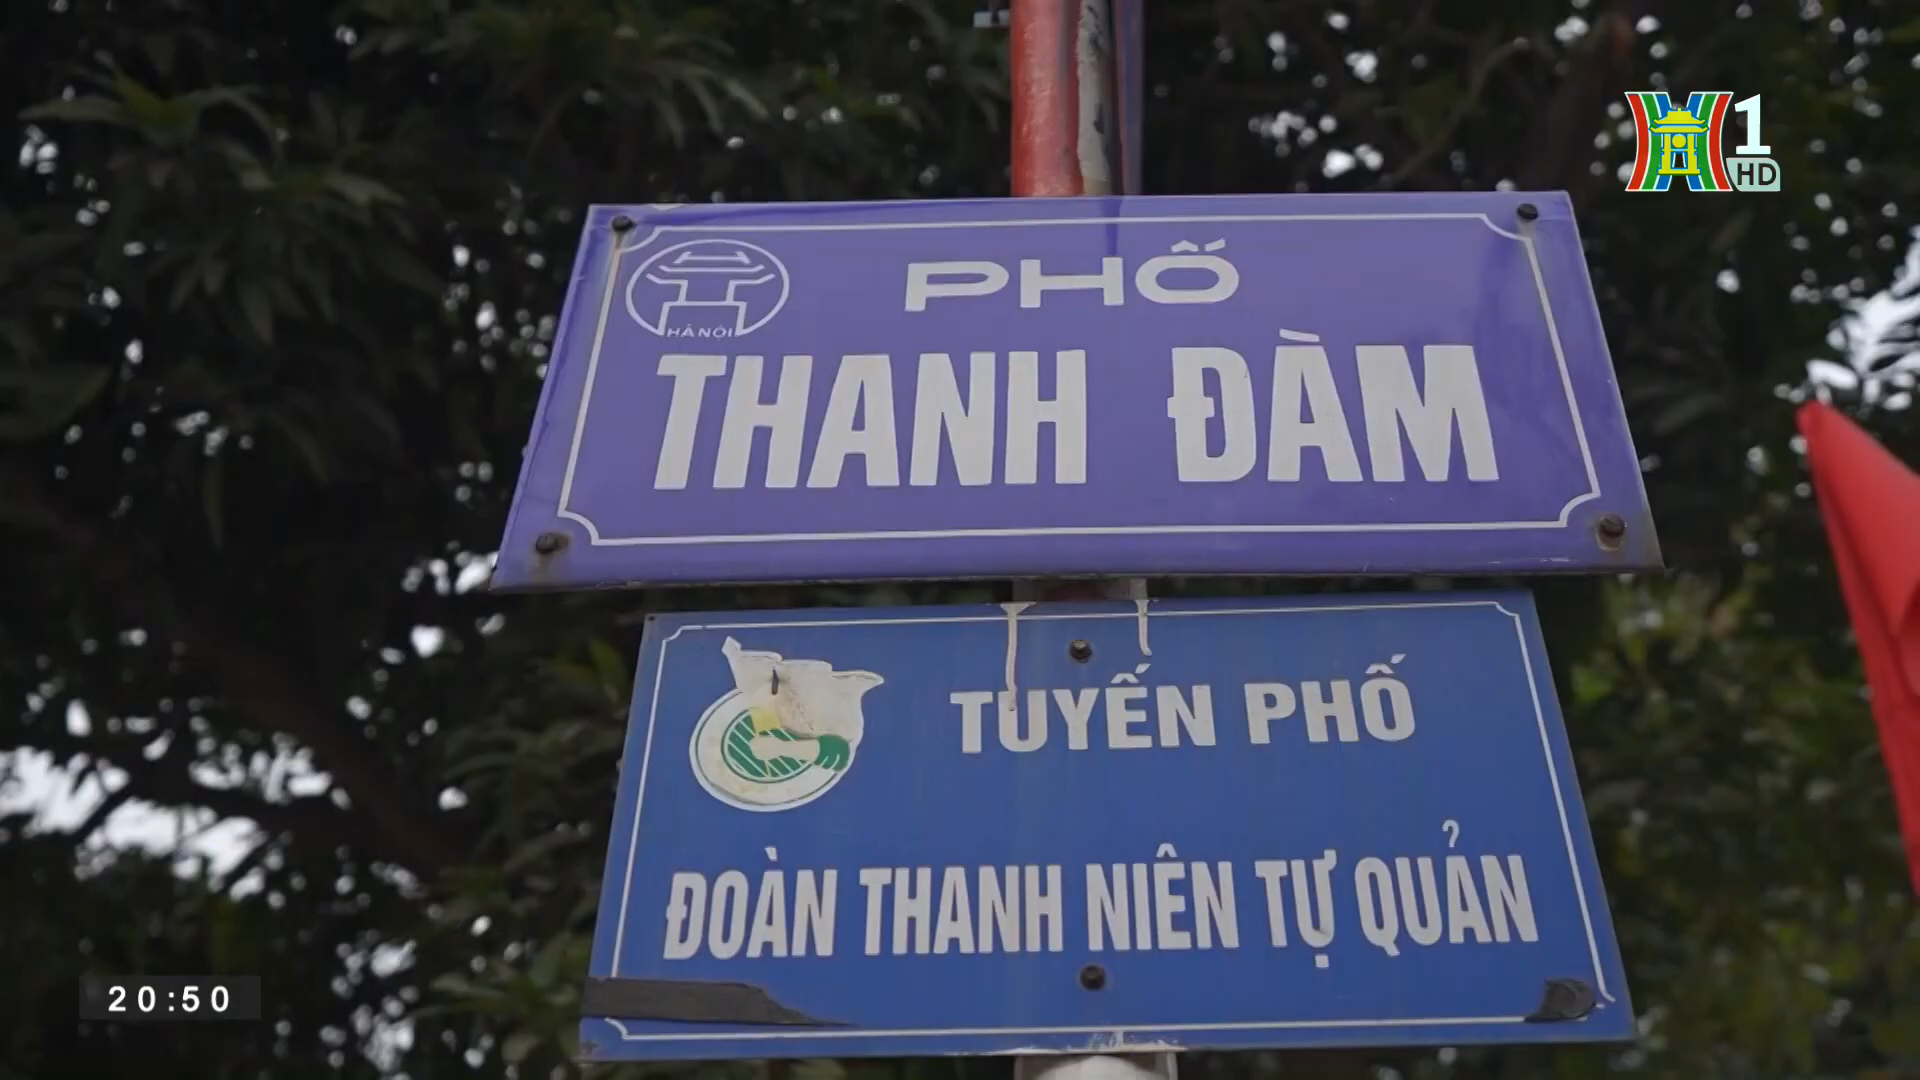 1
HD
PHỐ
HÀ NỘI
THANH ĐÀM
TUYẾN PHỐ
ĐOÀN THANH NIÊN TỰ QUẢN
20:50